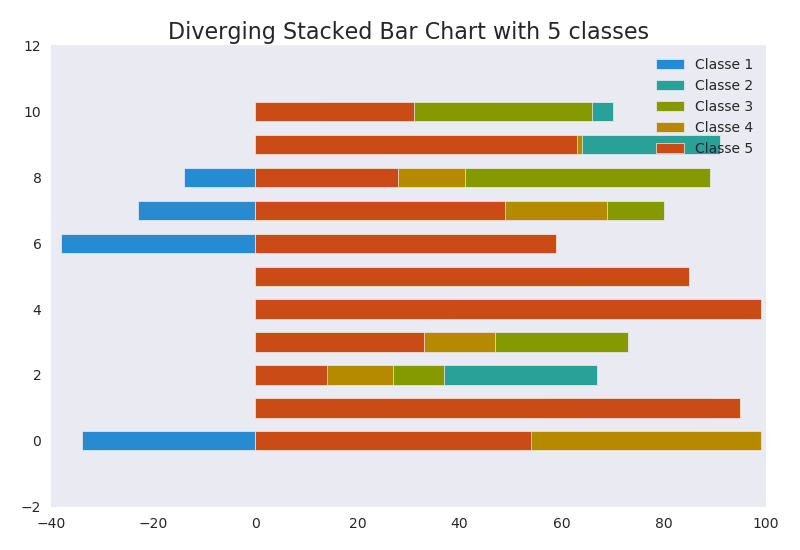 Diverging Stacked Bar Chart with 5 classes
12
10
8
6
4
2
0
−2
Classe 1
Classe 2
Classe 3
Classe 4
Classe 5
−40 −20 0 20 40 60 80 100